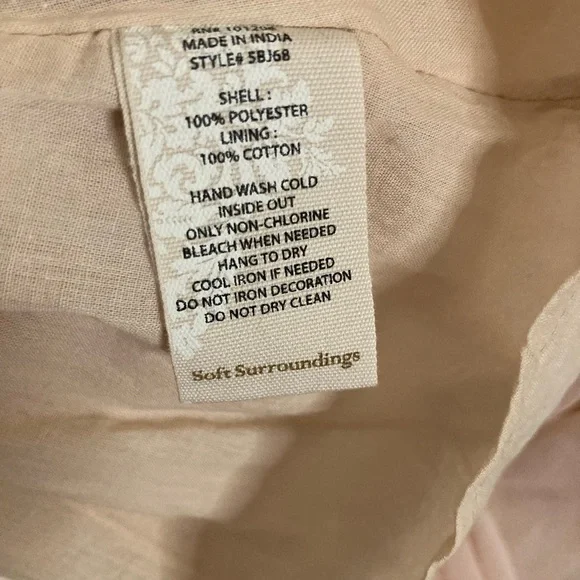 MADE IN INDIA
STYLE# 5BJ68
SHELL :
100% POLYESTER
LINING :
100% COTTON
HAND WASH COLD
INSIDE OUT
ONLY NON-CHLORINE
BLEACH WHEN NEEDED
HANG TO DRY
COOL IRON IF NEEDED
DO NOT IRON DECORATION
DO NOT DRY CLEAN
Soft Surroundings